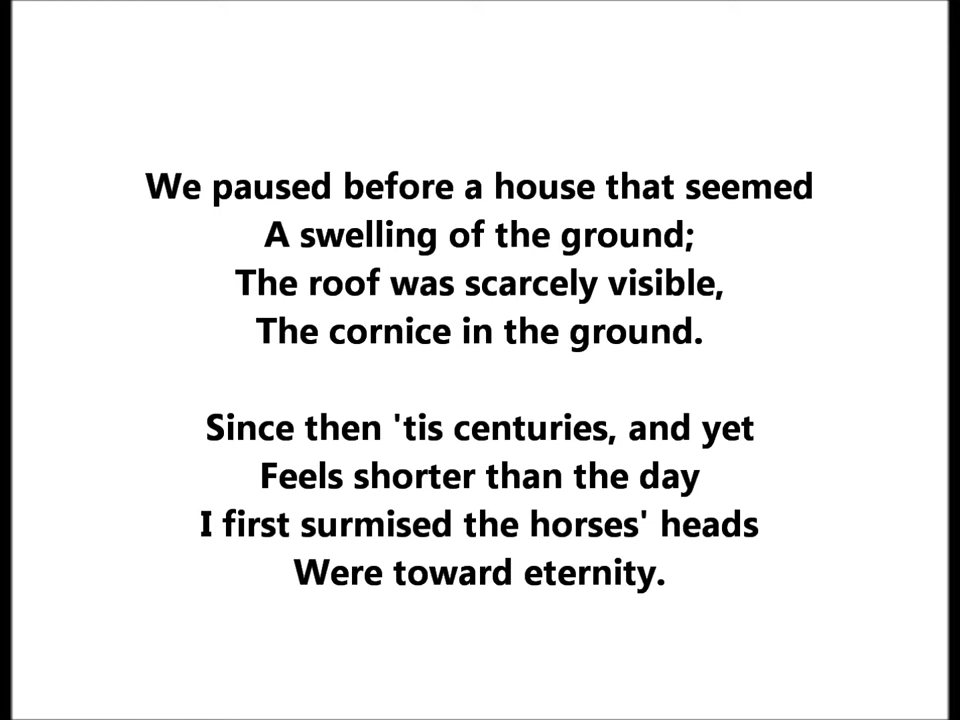 We paused before a house that seemed
A swelling of the ground;
The roof was scarcely visible,
The cornice in the ground.
Since then 'tis centuries, and yet
Feels shorter than the day
I first surmised the horses' heads
Were toward eternity.